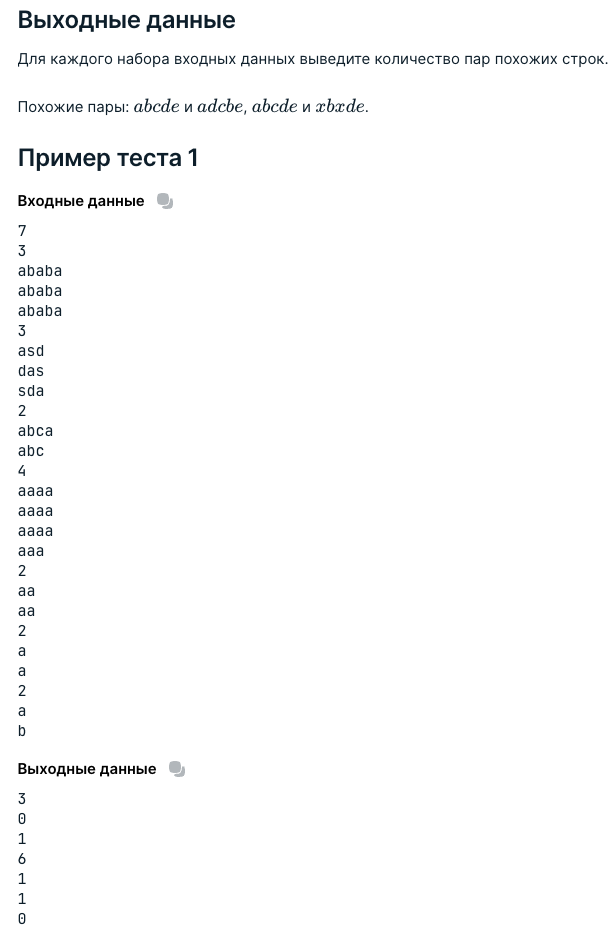 Выходные данные
Для каждого набора входных данных выведите количество пар похожих строк.
Похожие пары: abcde и adcbe, abcde и xbxde.
Пример теста 1
Входные данные
7
3
ababa
ababa
ababa
3
asd
das
sda
2
abca
abc
4
aaaa
aaaa
aaaa
aaa
2
aa
aa
2
a
a
2
a
b
Выходные данные
3
0
1
6
1
1
0